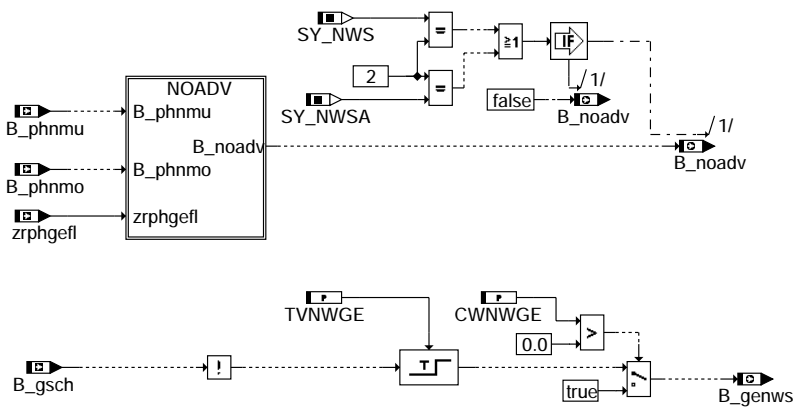 SY_NWS
=
≥1
IF
2
/ 1/
=
false
SY_NWSA
B_noadv
NOADV
B_phnmu
B_phnmu
/ 1/
B_noadv
B_noadv
B_phnmo
B_phnmo
zrphgefl
zrphgefl
P
TVNWGE
P
CWNWGE
>
0.0
!
T
B_gsch
true
B_genws